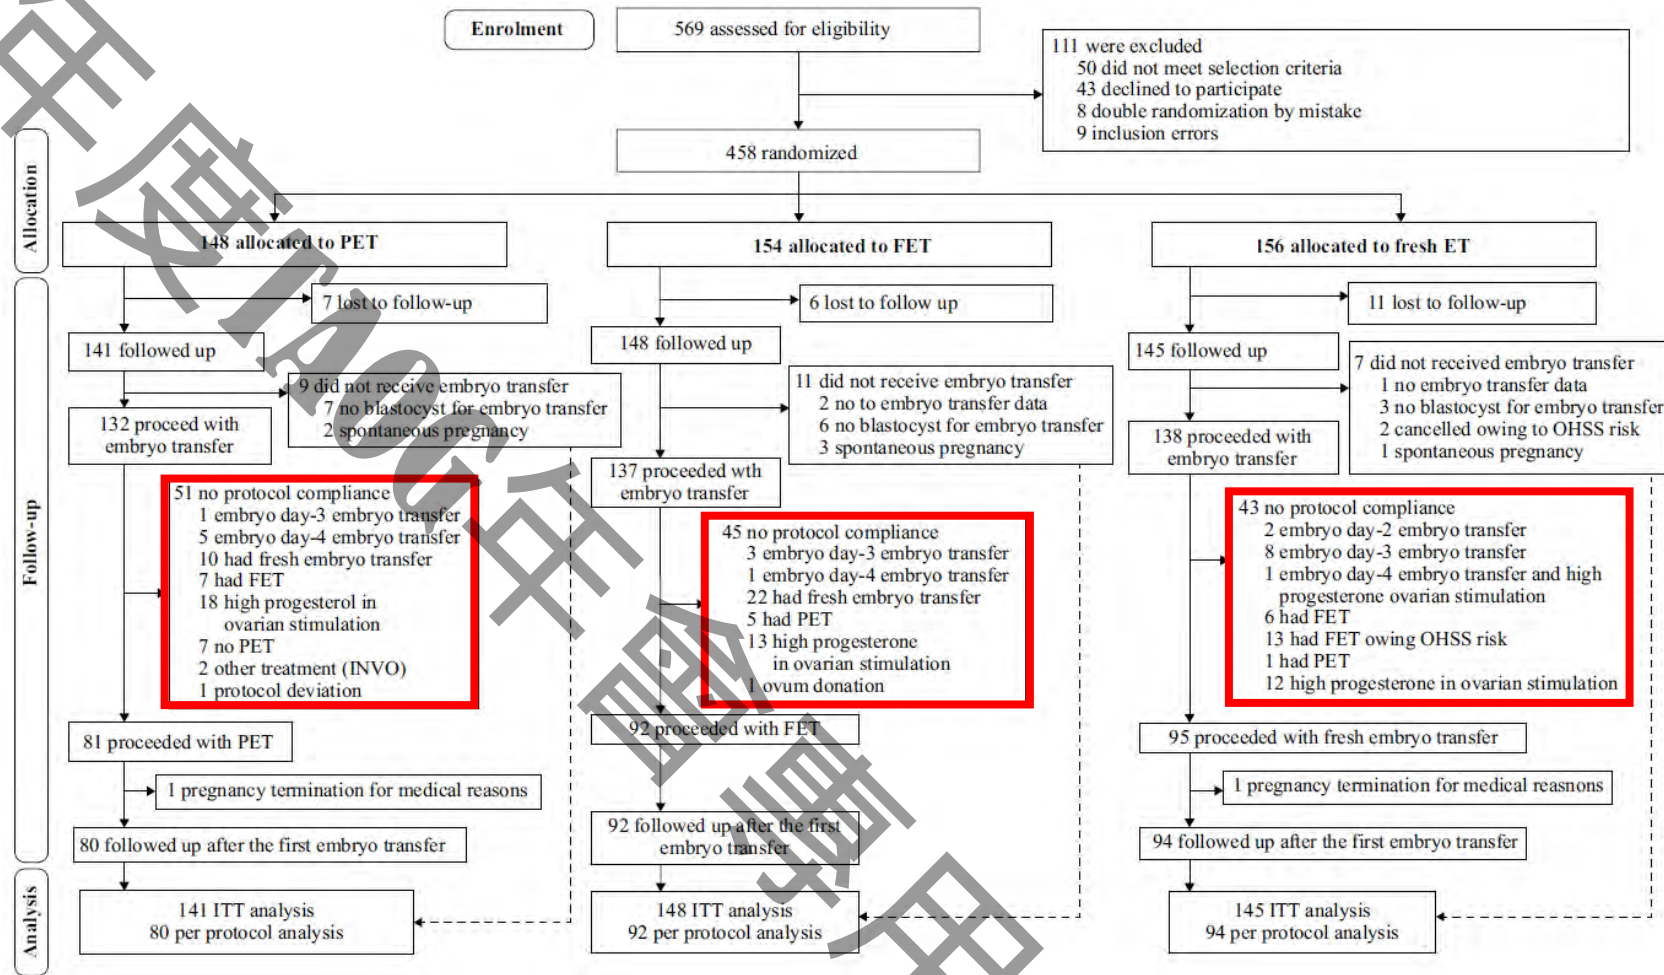 Enrolment
569 assessed for eligibility
111 were excluded
50 did not meet selection criteria
43 declined to participate
8 double randomization by mistake
9 inclusion errors
458 randomized
Allocation
148 allocated to PET
154 allocated to FET
156 allocated to fresh ET
Follow-up
7 lost to follow-up
6 lost to follow up
11 lost to follow-up
141 followed up
148 followed up
145 followed up
9 did not receive embryo transfer
7 no blastocyst for embryo transfer
2 spontaneous pregnancy
11 did not receive embryo transfer
2 no to embryo transfer data
6 no blastocyst for embryo transfer
3 spontaneous pregnancy
7 did not received embryo transfer
1 no embryo transfer data
3 no blastocyst for embryo transfer
2 cancelled owing to OHSS risk
1 spontaneous pregnancy
132 proceed with
embryo transfer
137 proceeded wth
embryo transfer
138 proceeded with
embryo transfer
51 no protocol compliance
1 embryo day-3 embryo transfer
5 embryo day-4 embryo transfer
10 had fresh embryo transfer
7 had FET
18 high progesterol in
ovarian stimulation
7 no PET
2 other treatment (INVO)
1 protocol deviation
45 no protocol compliance
3 embryo day-3 embryo transfer
1 embryo day-4 embryo transfer
22 had fresh embryo transfer
5 had PET
13 high progesterone
in ovarian stimulation
1 ovum donation
43 no protocol compliance
2 embryo day-2 embryo transfer
8 embryo day-3 embryo transfer
1 embryo day-4 embryo transfer and high
progesterone ovarian stimulation
6 had FET
13 had FET owing OHSS risk
1 had PET
12 high progesterone in ovarian stimulation
81 proceeded with PET
92 proceeded with FET
95 proceeded with fresh embryo transfer
1 pregnancy termination for medical reasons
1 pregnancy termination for medical reasnons
80 followed up after the first embryo transfer
92 followed up after the first
embryo transfer
94 followed up after the first embryo transfer
Analysis
141 ITT analysis
80 per protocol analysis
148 ITT analysis
92 per protocol analysis
145 ITT analysis
94 per protocol analysis
年度TAOG年會專用